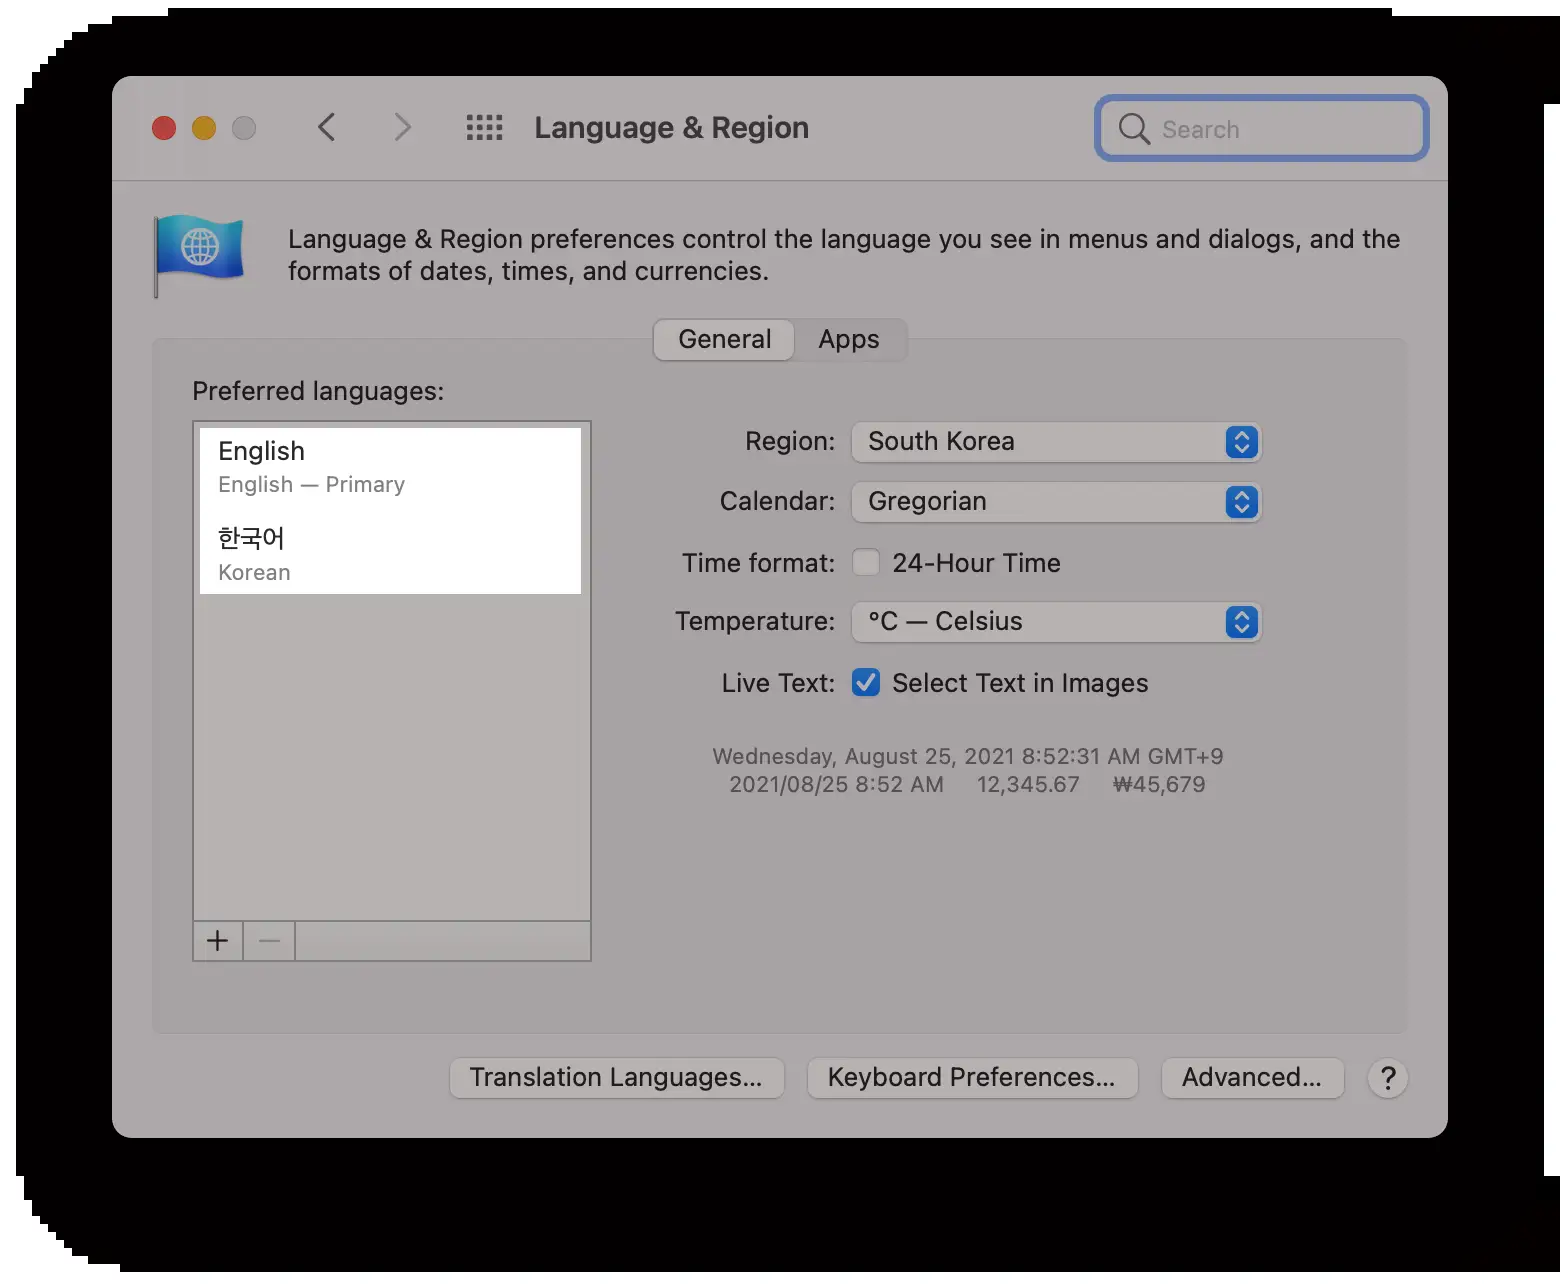 Language & Region
Search
Language & Region preferences control the language you see in menus and dialogs, and the
formats of dates, times, and currencies.
General Apps
Preferred languages:
English
English — Primary
한국어
Korean
Region: South Korea
Calendar: Gregorian
Time format: 24-Hour Time
Temperature: °C — Celsius
Live Text: Select Text in Images
Wednesday, August 25, 2021 8:52:31 AM GMT+9
2021/08/25 8:52 AM 12,345.67 ₩45,679
Translation Languages... Keyboard Preferences... Advanced... ?